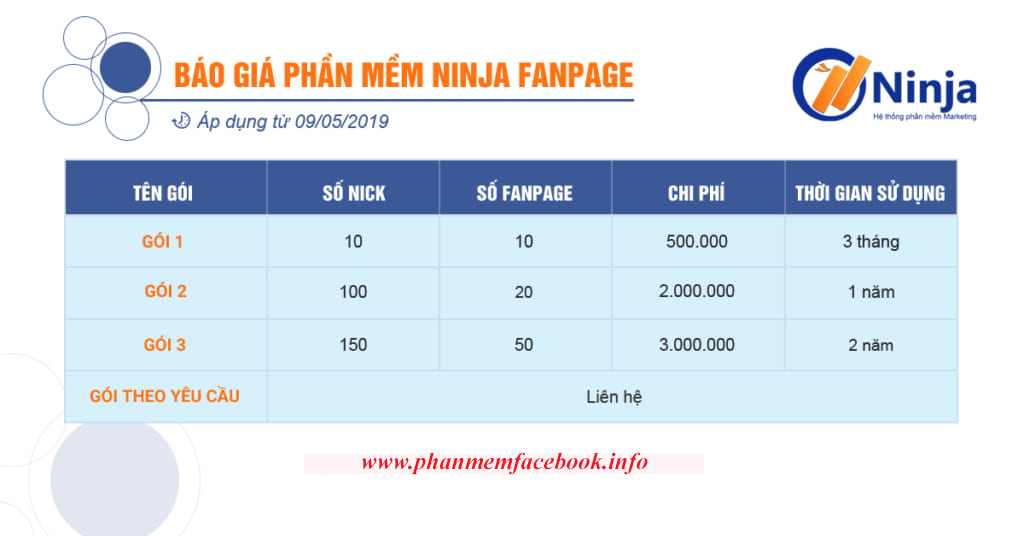 BÁO GIÁ PHẦN MỀM NINJA FANPAGE
Áp dụng từ 09/05/2019
Ninja
Hệ thống phần mềm Marketing
TÊN GÓI SỐ NICK SỐ FANPAGE CHI PHÍ THỜI GIAN SỬ DỤNG
GÓI 1 10 10 500.000 3 tháng
GÓI 2 100 20 2.000.000 1 năm
GÓI 3 150 50 3.000.000 2 năm
GÓI THEO YÊU CẦU Liên hệ
www.phanmemfacebook.info